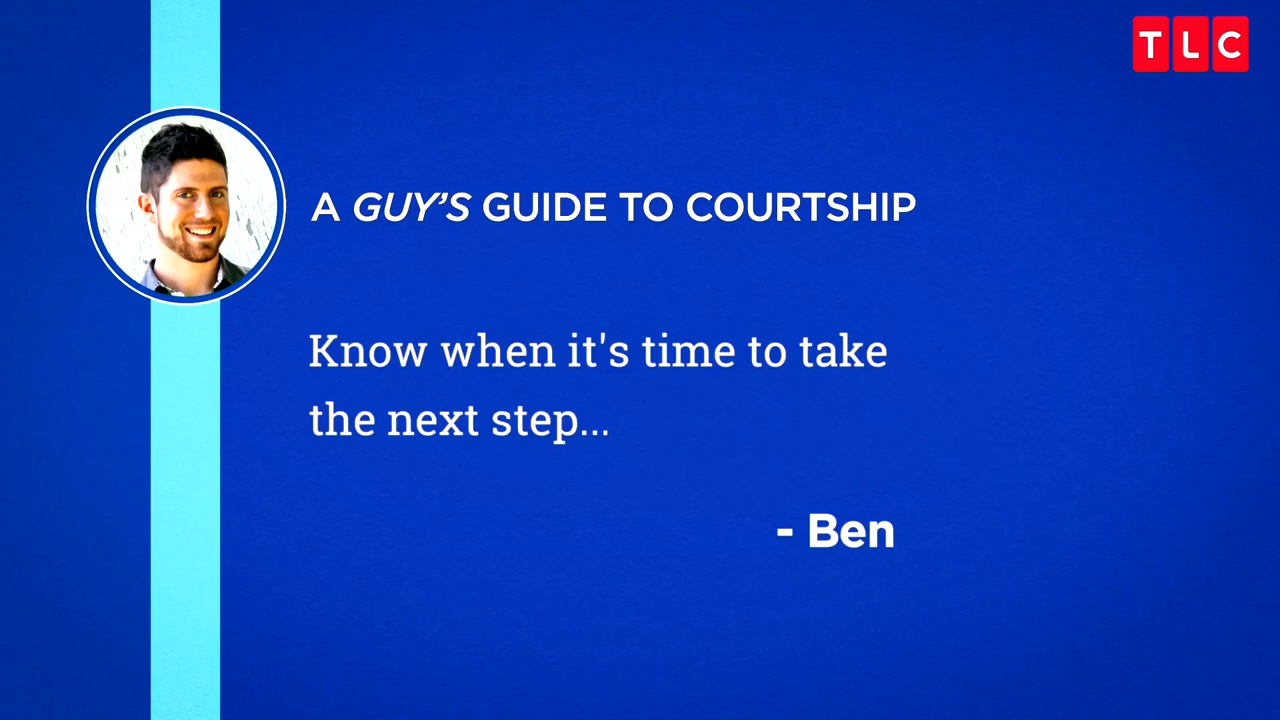 TLC
A GUY'S GUIDE TO COURTSHIP
Know when it's time to take
the next step...
- Ben